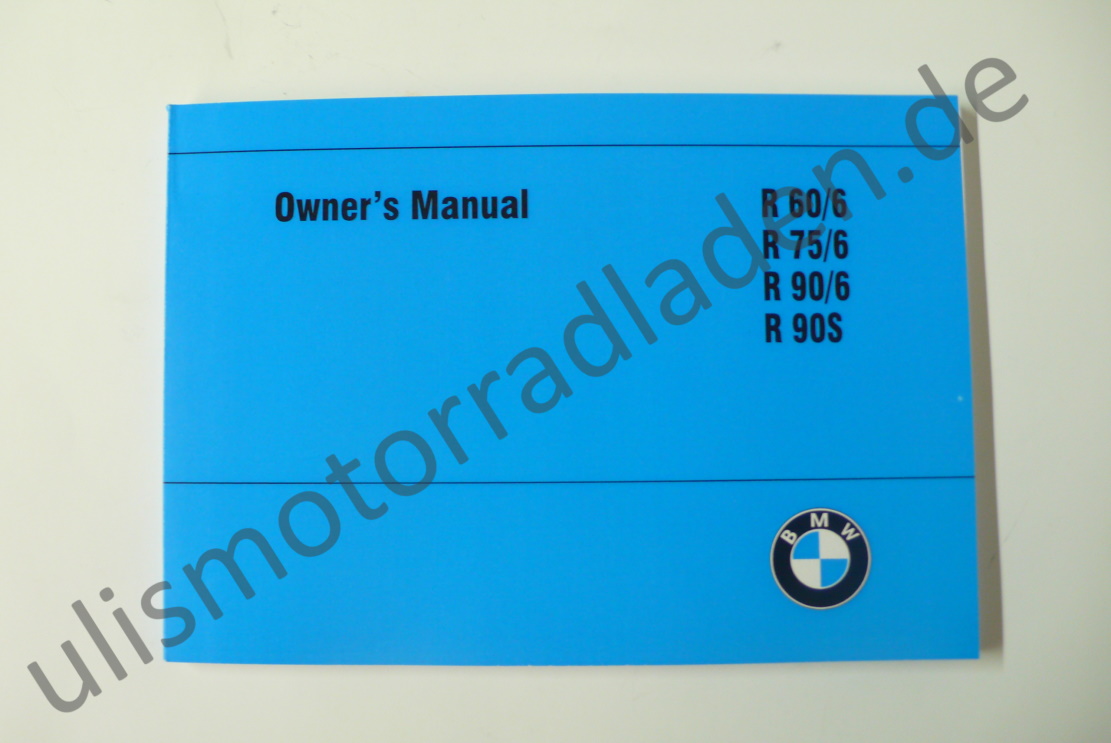 Owner's Manual
R 60/6
R 75/6
R 90/6
R 90S
BMW
ulismotorradladen.de